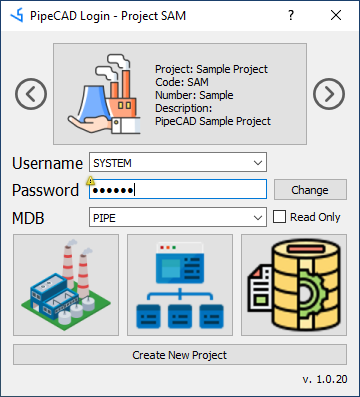 PipeCAD Login - Project SAM
Project: Sample Project
Code: SAM
Number: Sample
Description:
PipeCAD Sample Project
Username SYSTEM
Password ●●●●●● Change
MDB PIPE Read Only
Create New Project
v. 1.0.20